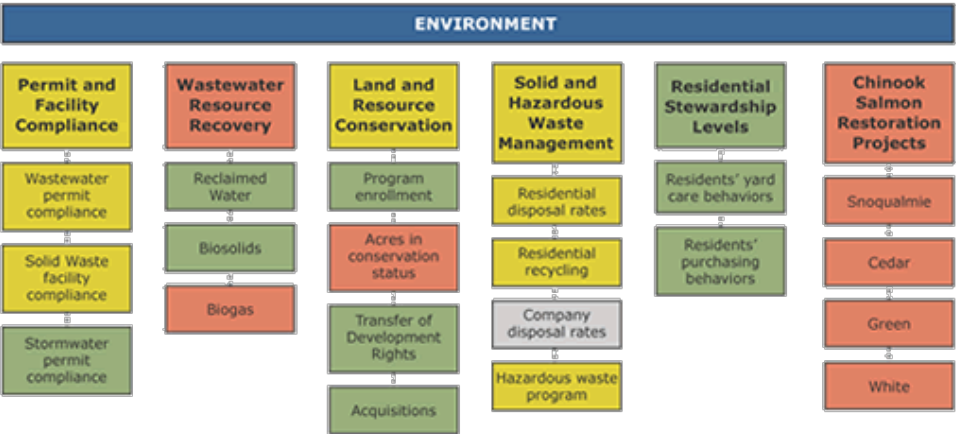 ENVIRONMENT
Permit and
Facility
Compliance
Wastewater
permit
compliance
Solid Waste
facility
compliance
Stormwater
permit
compliance
Wastewater
Resource
Recovery
Reclaimed
Water
Biosolids
Biogas
Land and
Resource
Conservation
Program
enrollment
Acres in
conservation
status
Transfer of
Development
Rights
Acquisitions
Solid and
Hazardous
Waste
Management
Residential
disposal rates
Residential
recycling
Company
disposal rates
Hazardous waste
program
Residential
Stewardship
Levels
Residents' yard
care behaviors
Residents'
purchasing
behaviors
Chinook
Salmon
Restoration
Projects
Snoqualmie
Cedar
Green
White